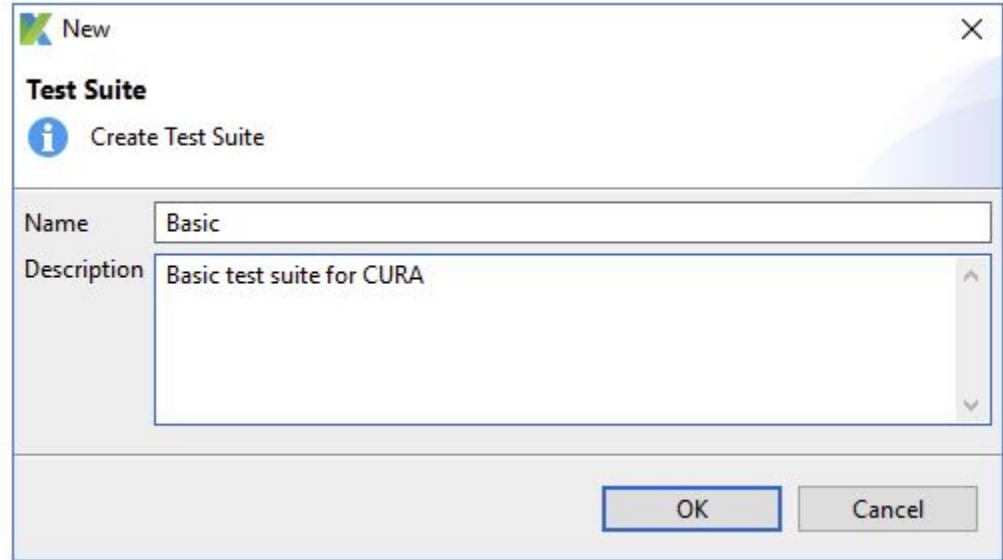 New
Test Suite
Create Test Suite
Name Basic
Description Basic test suite for CURA
OK Cancel